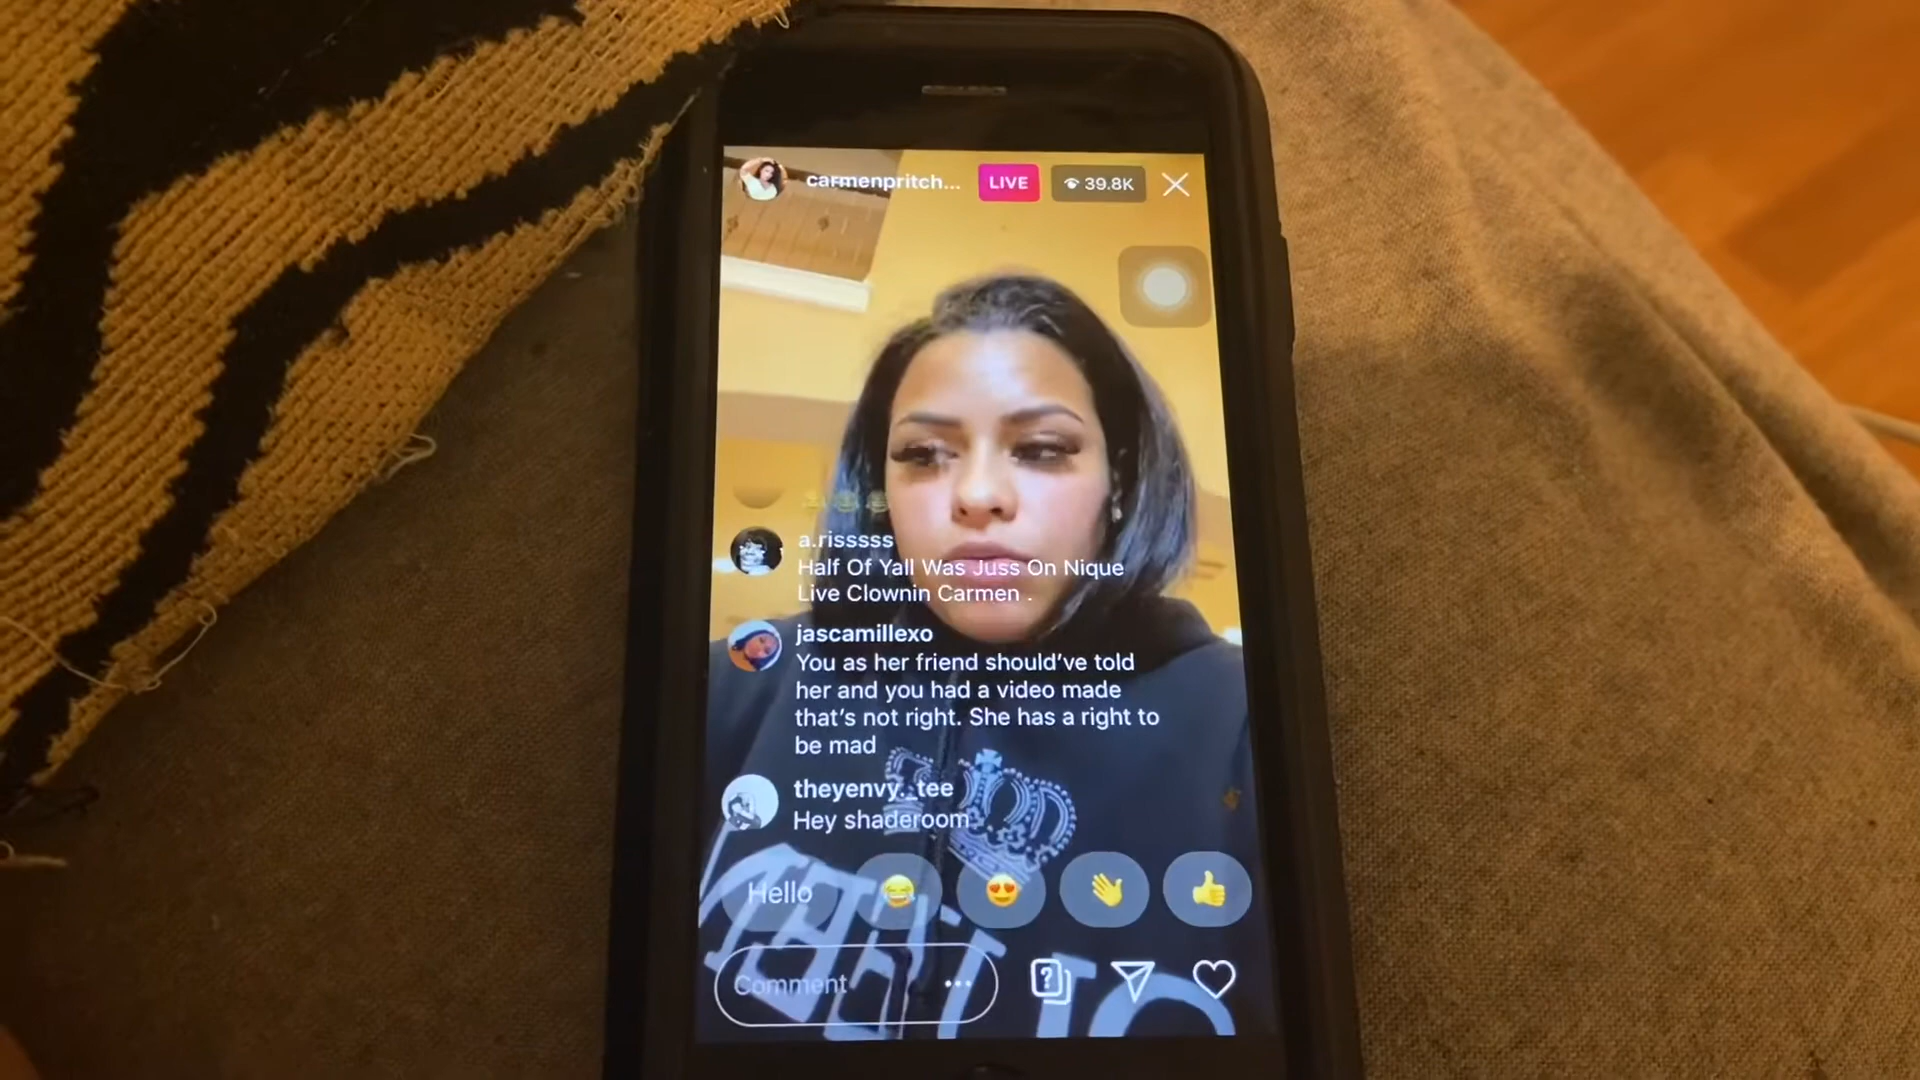 carmenpritch...
LIVE
39.8K
a.risssss
Half Of Yall Was Juss On Nique
Live Clownin Carmen .
jascamillexo
You as her friend should've told
her and you had a video made
that's not right. She has a right to
be mad
theyenvy._tee
Hey shaderoom
Hello
Comment